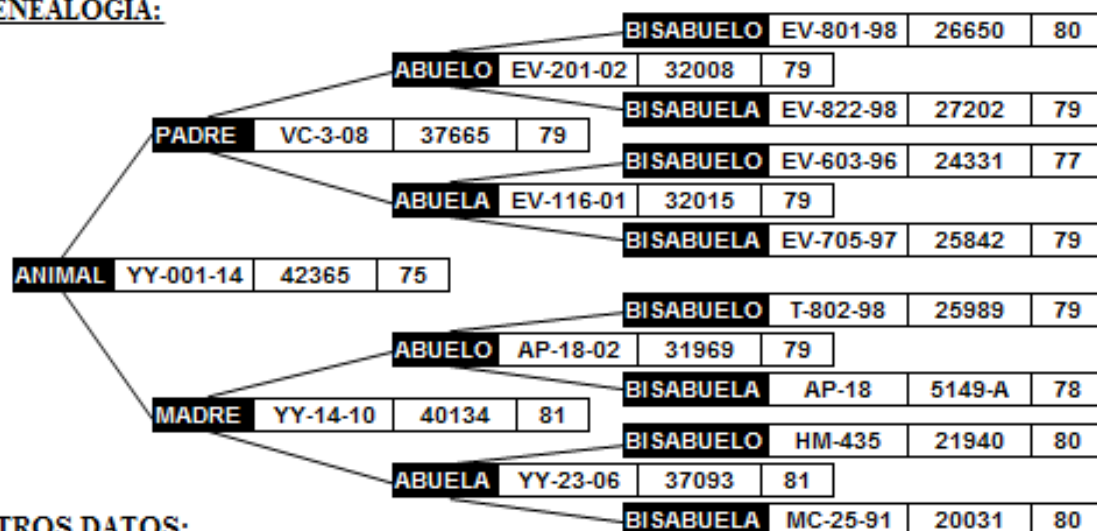 ENEALOGIA:
BISABUELO EV-801-98 26650 80
ABUELO EV-201-02 32008 79
BISABUELA EV-822-98 27202 79
PADRE VC-3-08 37665 79
BISABUELO EV-603-96 24331 77
ABUELA EV-116-01 32015 79
BISABUELA EV-705-97 25842 79
ANIMAL YY-001-14 42365 75
BISABUELO T-802-98 25989 79
ABUELO AP-18-02 31969 79
BISABUELA AP-18 5149-A 78
MADRE YY-14-10 40134 81
BISABUELO HM-435 21940 80
ABUELA YY-23-06 37093 81
BISABUELA MC-25-91 20031 80
TROS DATOS: